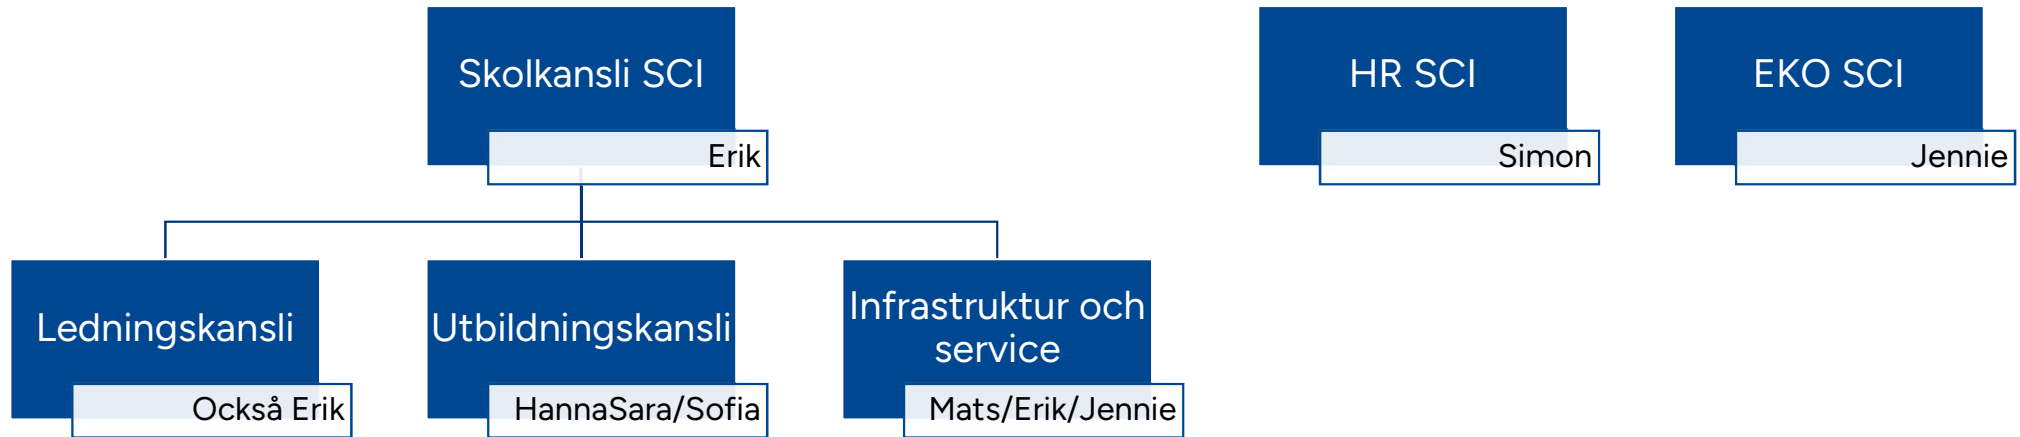 Skolkansli SCI
Erik
HR SCI
Simon
EKO SCI
Jennie
Ledningskansli
Också Erik
Utbildningskansli
HannaSara/Sofia
Infrastruktur och
service
Mats/Erik/Jennie